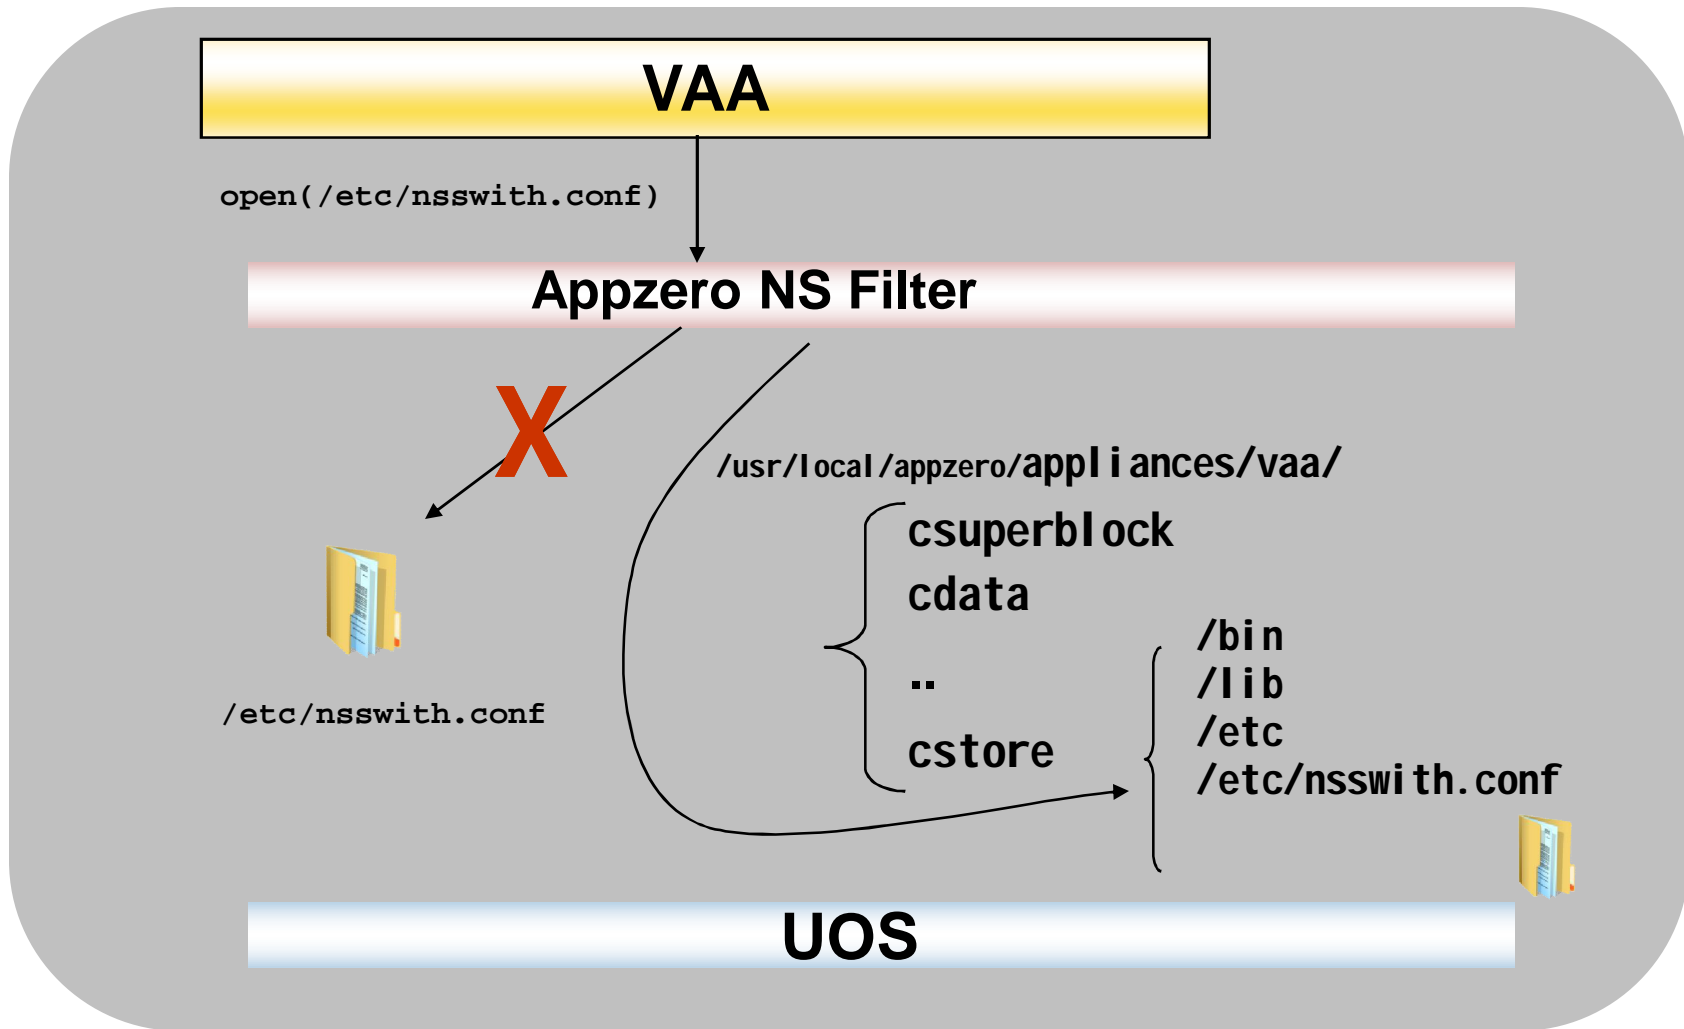 VAA
open(/etc/nsswith.conf)
Appzero NS Filter
X
/usr/local/appzero/appliances/vaa/
csuperblock
cdata
..
cstore
/bin
/lib
/etc
/etc/nsswith.conf
/etc/nsswith.conf
UOS